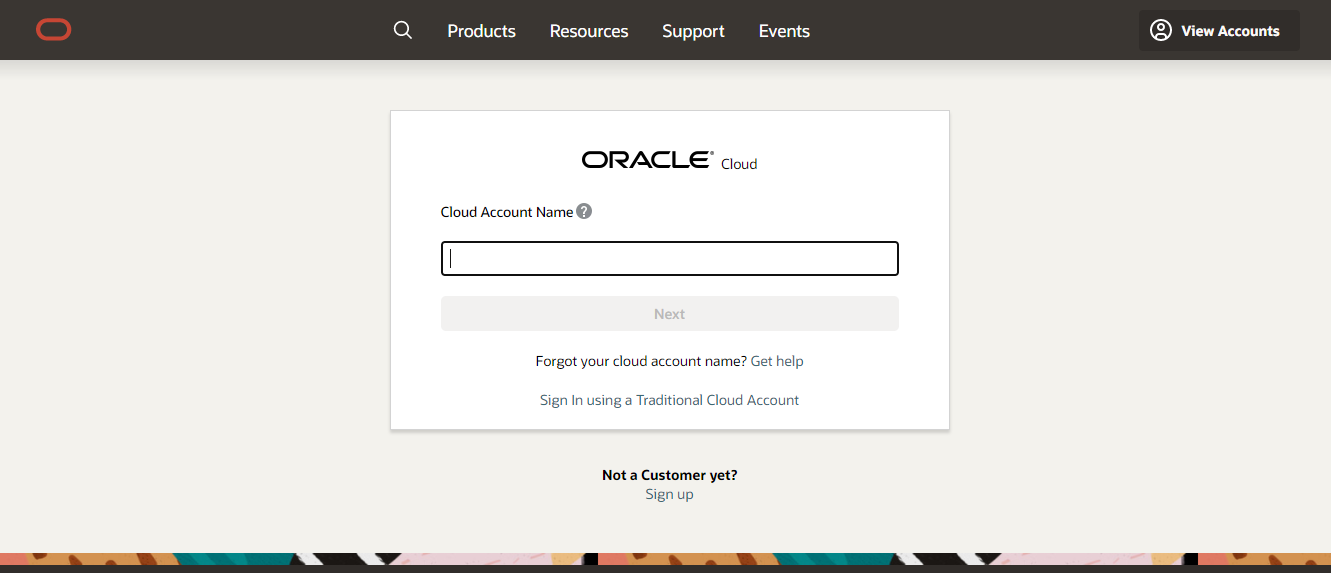 Products Resources Support Events View Accounts
ORACLE® Cloud
Cloud Account Name ?
Next
Forgot your cloud account name? Get help
Sign In using a Traditional Cloud Account
Not a Customer yet?
Sign up